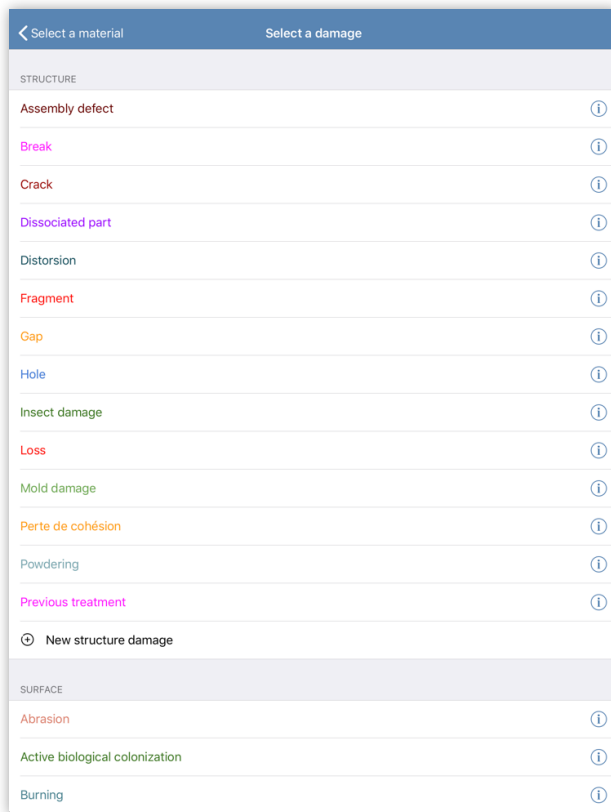 Select a material
Select a damage
STRUCTURE
Assembly defect
Break
Crack
Dissociated part
Distorsion
Fragment
Gap
Hole
Insect damage
Loss
Mold damage
Perte de cohésion
Powdering
Previous treatment
New structure damage
SURFACE
Abrasion
Active biological colonization
Burning